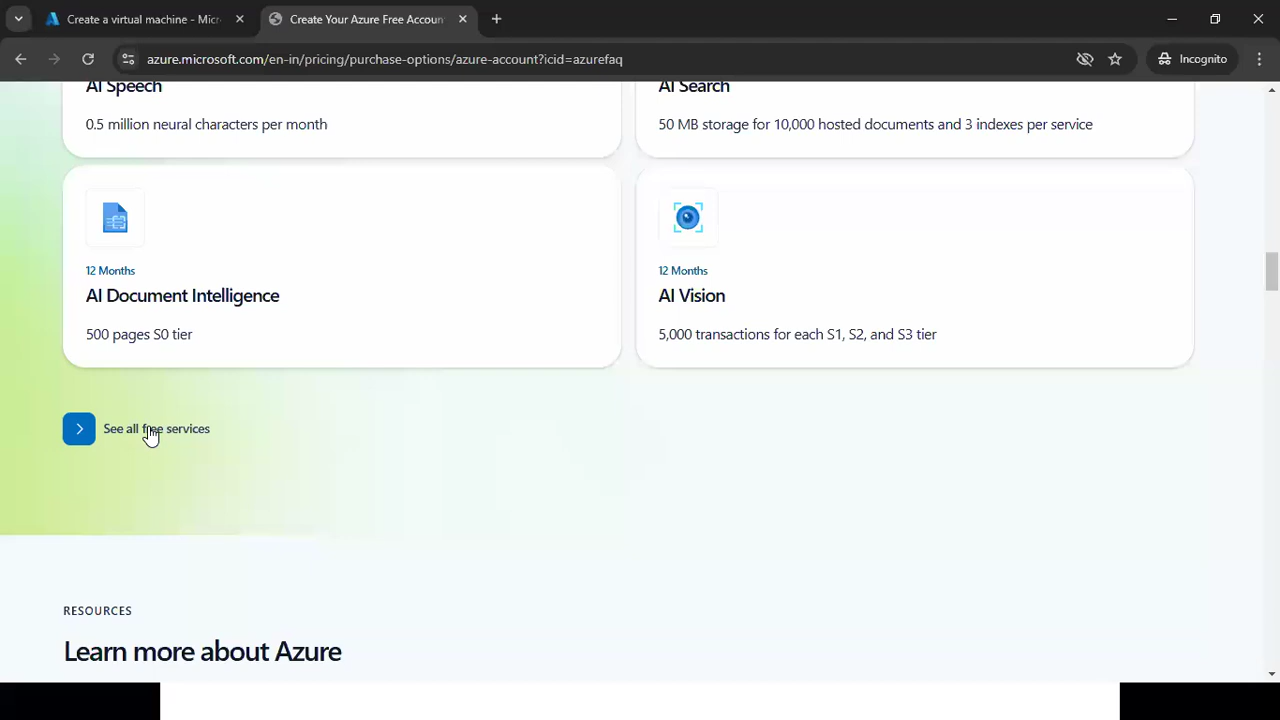 Create a virtual machine - Micr
Create Your Azure Free Accoun
azure.microsoft.com/en-in/pricing/purchase-options/azure-account?icid=azurefaq
Incognito
AI Speech
0.5 million neural characters per month
AI Search
50 MB storage for 10,000 hosted documents and 3 indexes per service
12 Months
AI Document Intelligence
500 pages S0 tier
12 Months
AI Vision
5,000 transactions for each S1, S2, and S3 tier
See all free services
RESOURCES
Learn more about Azure